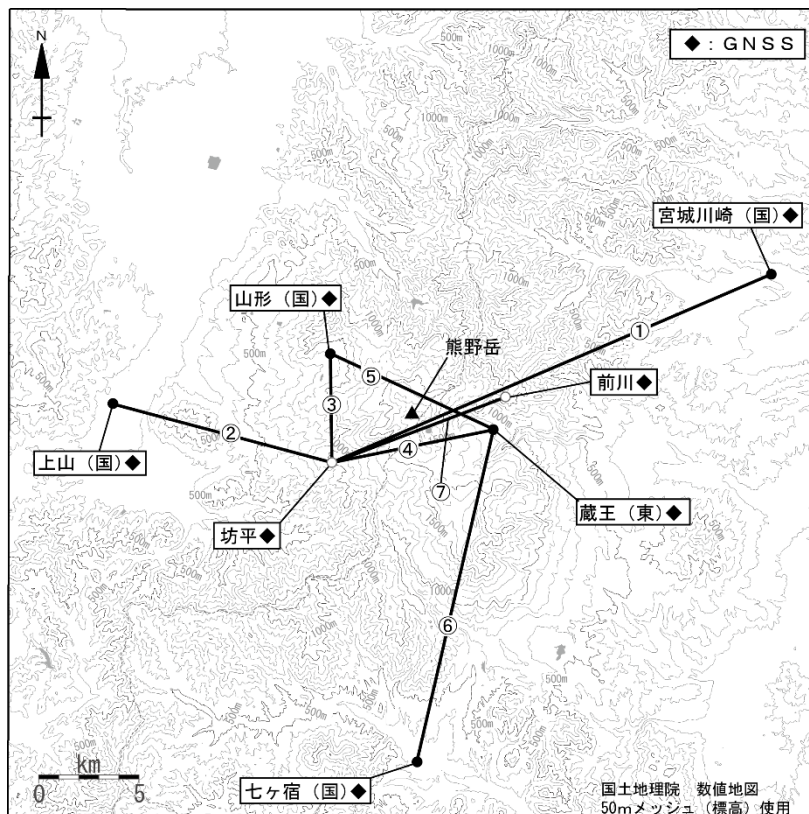 N
◆:GNSS
宮城川崎(国)◆
山形(国)◆
熊野岳
①
⑤
前川◆
③
②
④
上山(国)◆
⑦
蔵王(東)◆
坊平◆
⑥
km
0 5
七ヶ宿(国)◆
国土地理院 数値地図
50mメッシュ(標高)使用
500m
1000m
1500m